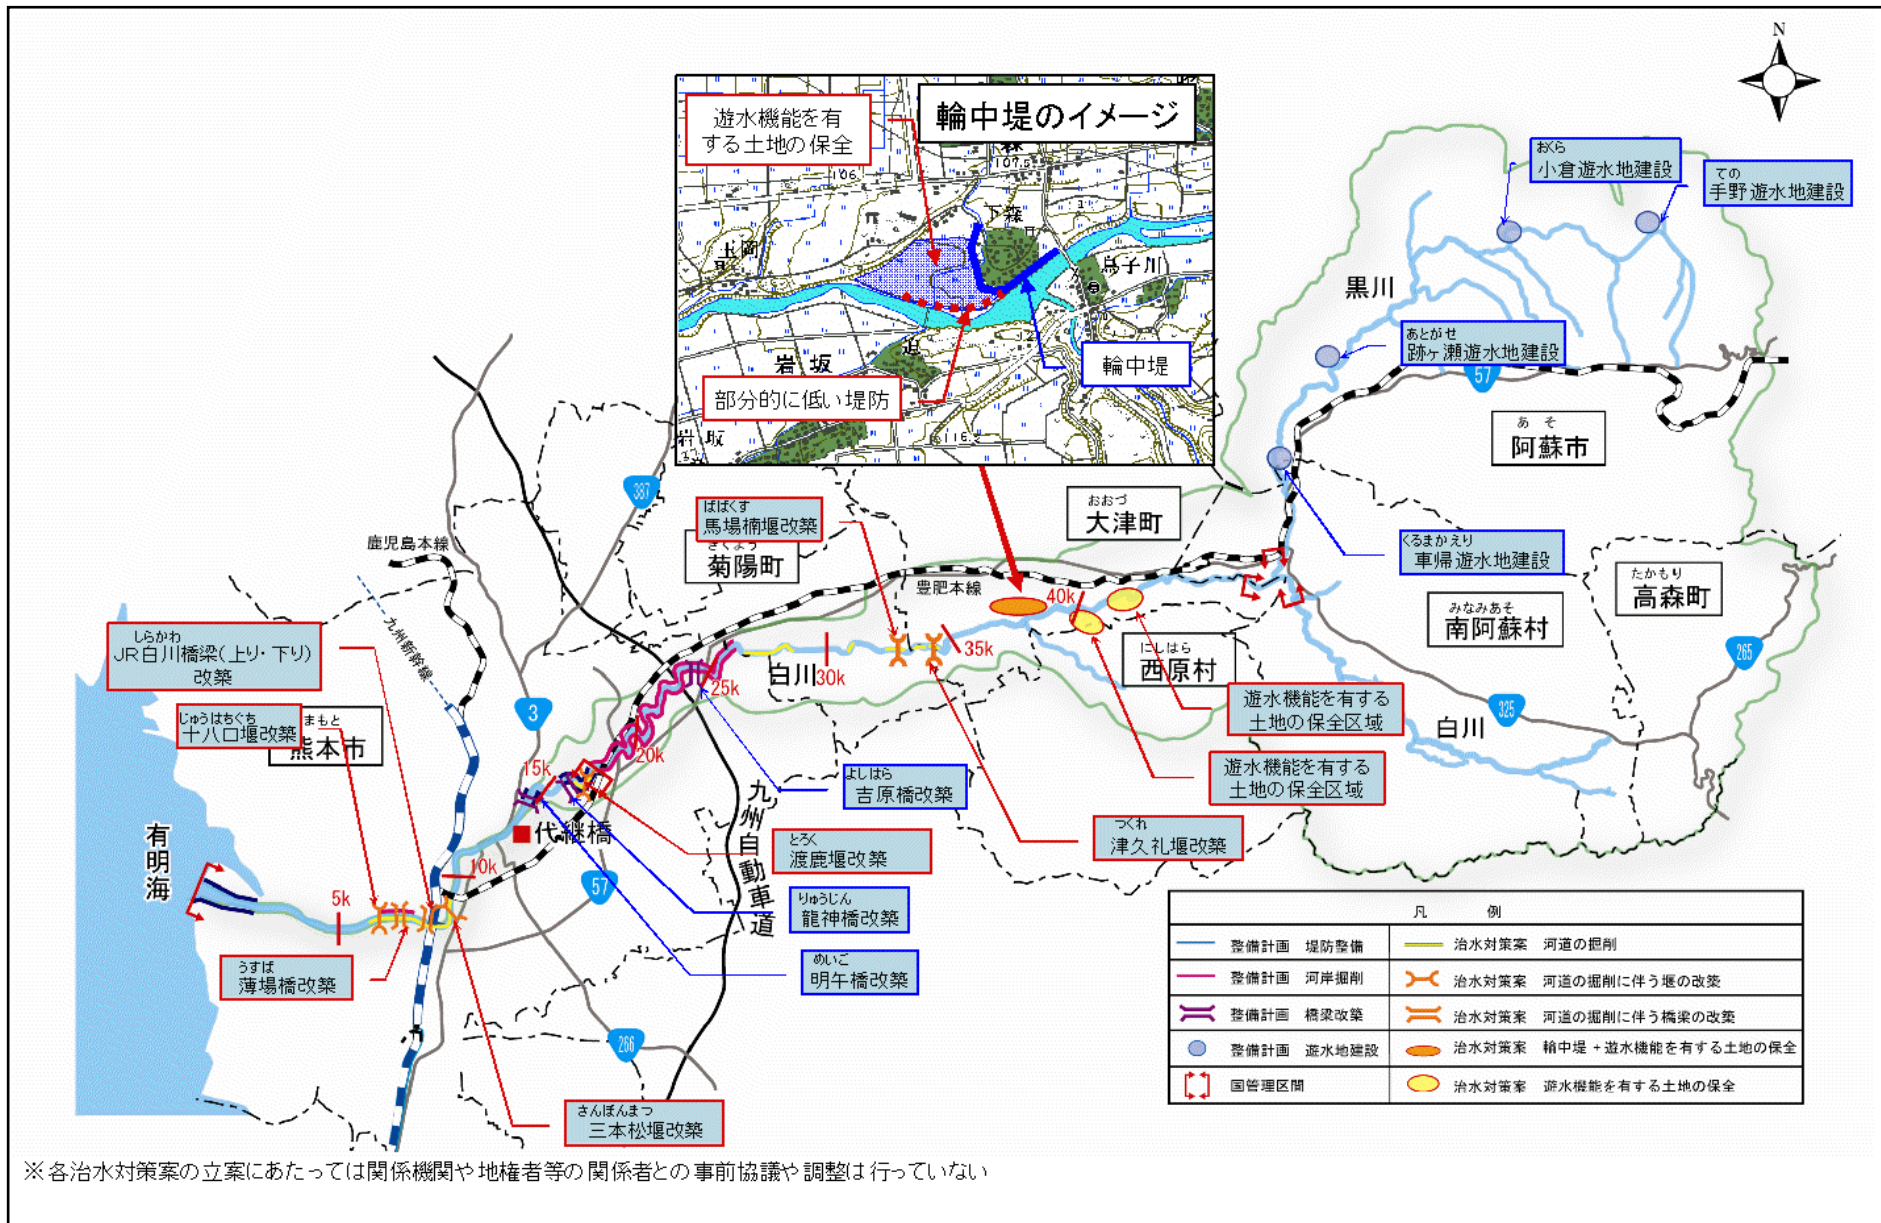 N
輪中堤のイメージ
遊水機能を有
する土地の保全
107.5
106
下森
玉岡
鳥子川
岩坂
輪中堤
部分的に低い堤防
岩坂
116.2
おくら
小倉遊水地建設
ての
手野遊水地建設
黒川
あとがせ
跡ヶ瀬遊水地建設
57
あそ
阿蘇市
387
おおづ
大津町
ばばくす
馬場楠堰改築
きくよう
菊陽町
鹿児島本線
くるまかえり
車帰遊水地建設
豊肥本線
40k
たかもり
高森町
みなみあそ
南阿蘇村
九州新幹線
しらかわ
JR白川橋梁(上り・下り)
改築
35k
にしはら
西原村
265
白川
30k
25k
遊水機能を有する
土地の保全区域
325
白川
3
じゅうはちぐち
十八口堰改築
まもと
熊本市
20k
15k
よしはら
吉原橋改築
遊水機能を有する
土地の保全区域
九州自動車道
代継橋
とろく
渡鹿堰改築
つくれ
津久礼堰改築
有明海
10k
57
5k
りゅうじん
龍神橋改築
うすば
薄場橋改築
めいご
明午橋改築
266
さんぼんまつ
三本松堰改築
凡 例
整備計画 堤防整備
治水対策案 河道の掘削
整備計画 河岸掘削
治水対策案 河道の掘削に伴う堰の改築
整備計画 橋梁改築
治水対策案 河道の掘削に伴う橋梁の改築
整備計画 遊水地建設
治水対策案 輪中堤+遊水機能を有する土地の保全
国管理区間
治水対策案 遊水機能を有する土地の保全
※各治水対策案の立案にあたっては関係機関や地権者等の関係者との事前協議や調整は行っていない